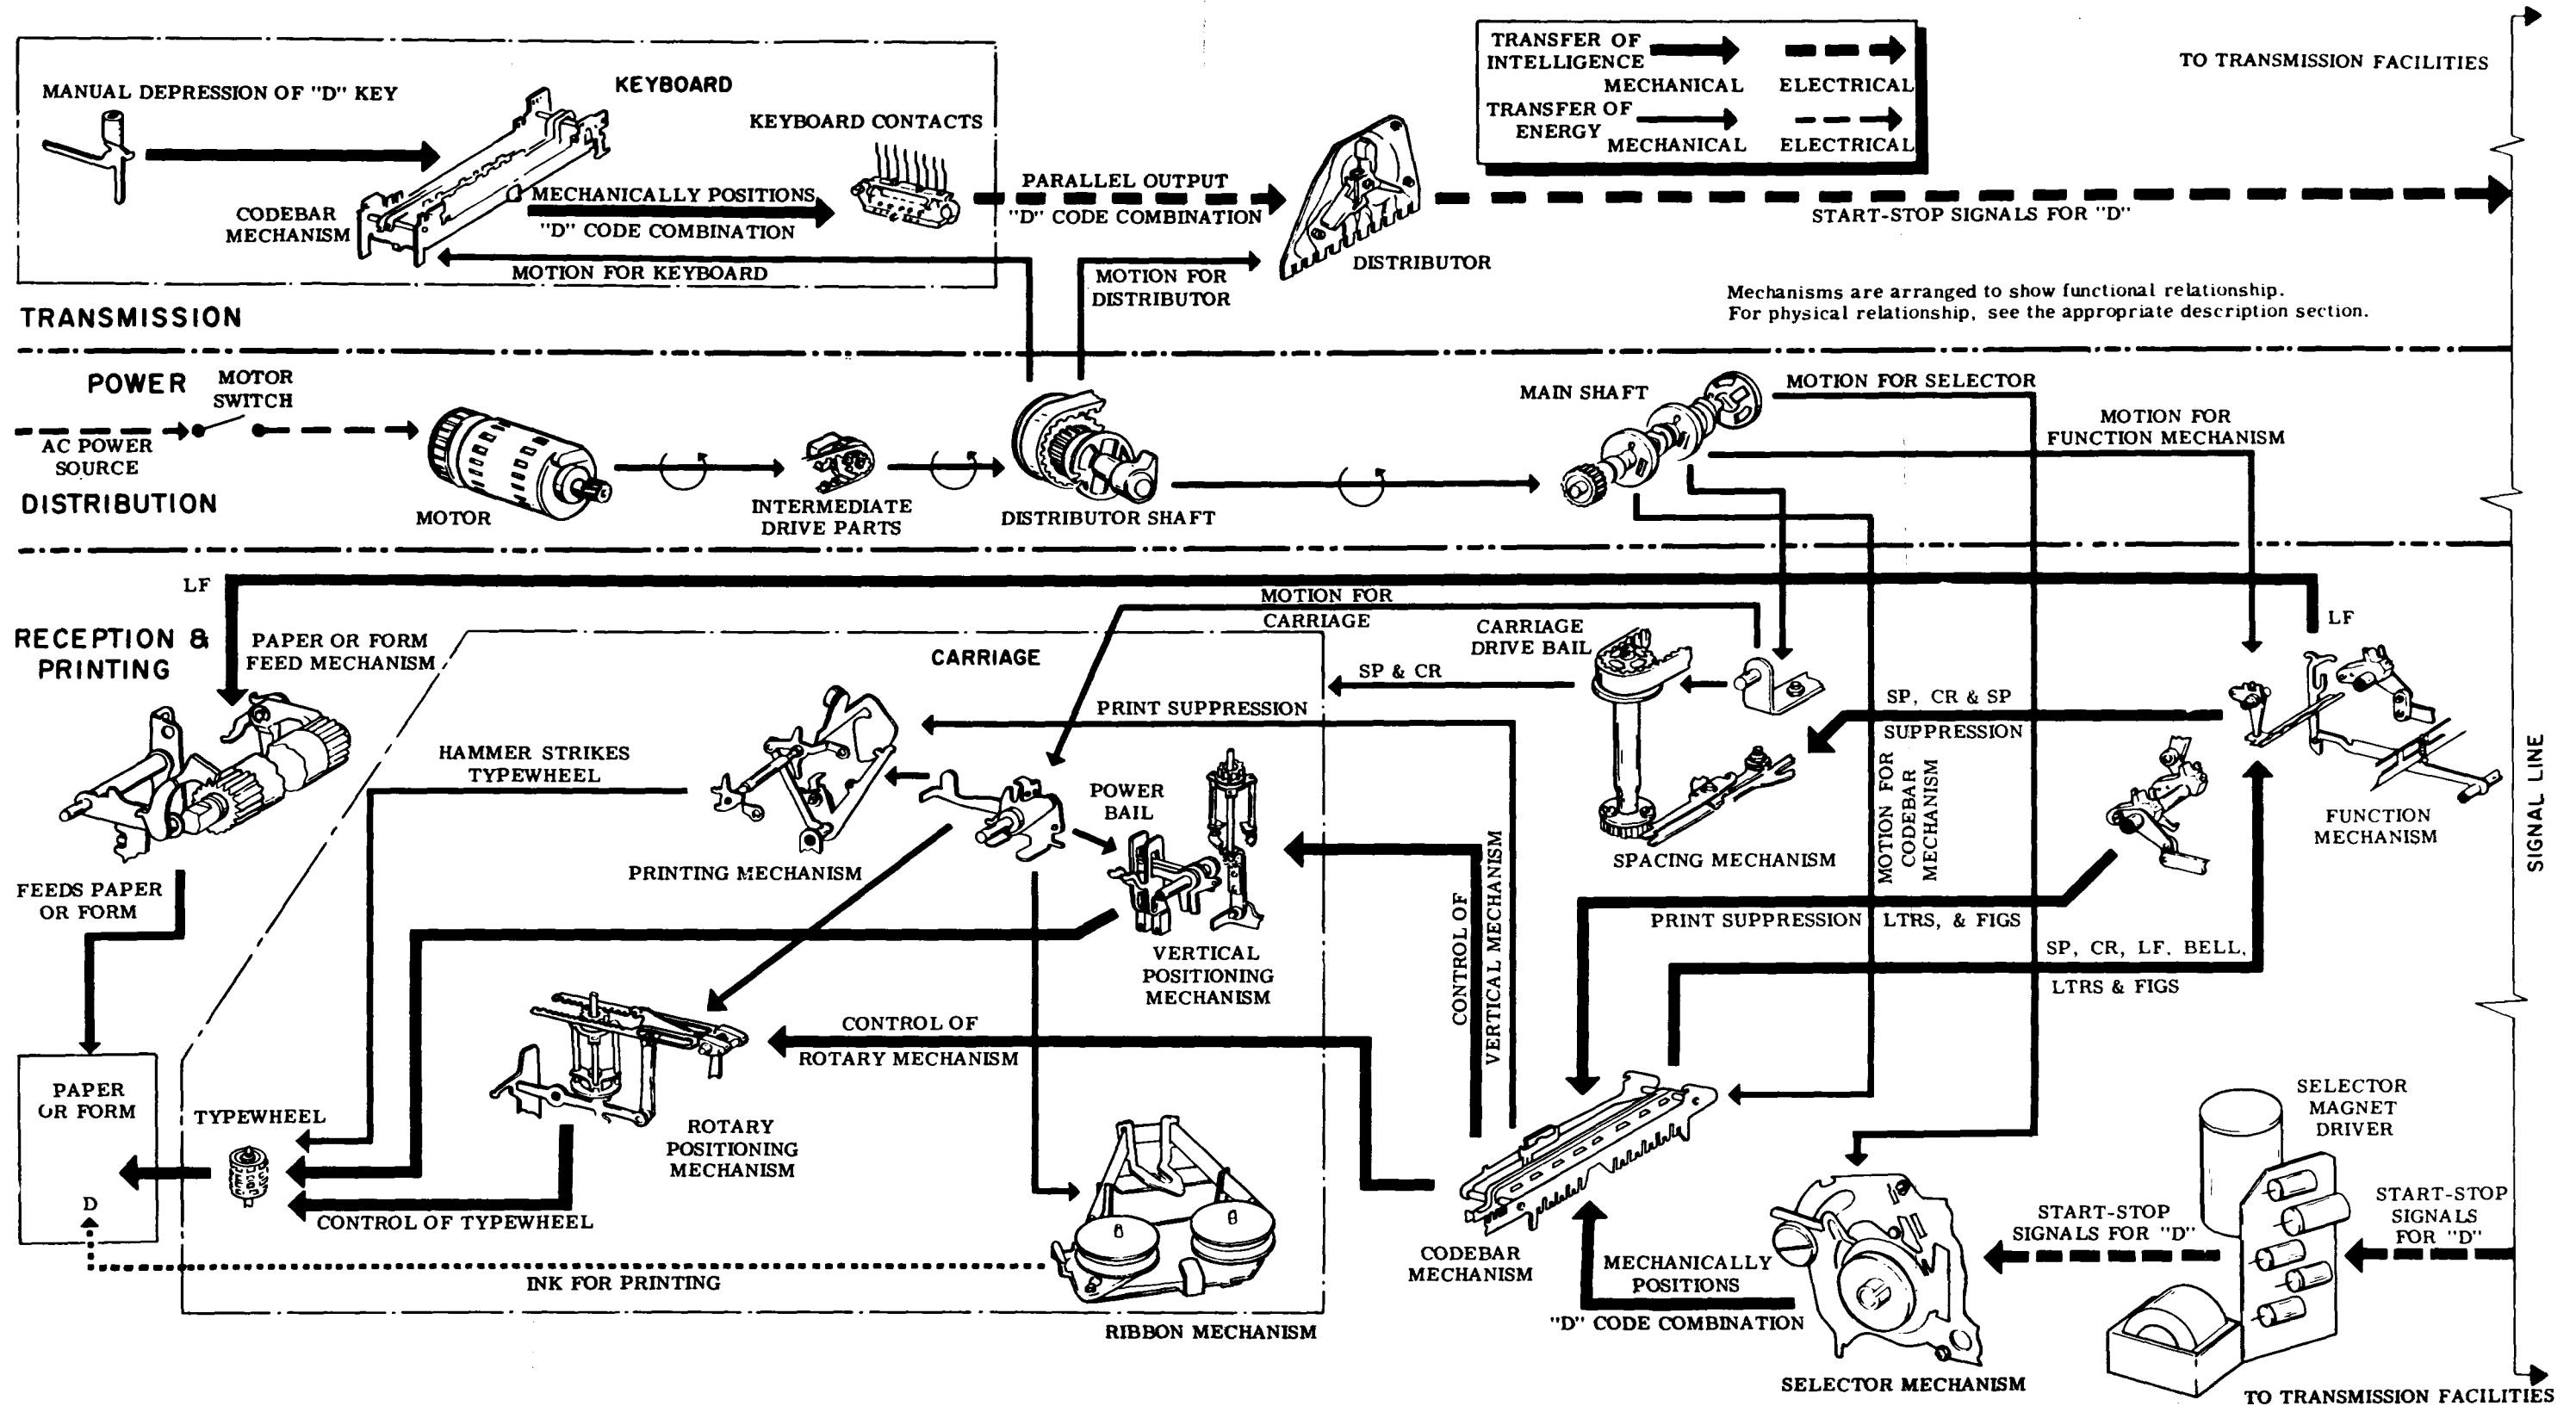 TRANSFER OF
INTELLIGENCE
MECHANICAL
ELECTRICAL
TRANSFER OF
ENERGY
MECHANICAL
ELECTRICAL
TO TRANSMISSION FACILITIES
KEYBOARD
MANUAL DEPRESSION OF "D" KEY
CODEBAR
MECHANISM
KEYBOARD CONTACTS
MECHANICALLY POSITIONS
"D" CODE COMBINATION
PARALLEL OUTPUT
"D" CODE COMBINATION
START-STOP SIGNALS FOR "D"
DISTRIBUTOR
MOTION FOR KEYBOARD
MOTION FOR
DISTRIBUTOR
Mechanisms are arranged to show functional relationship.
For physical relationship, see the appropriate description section.
TRANSMISSION
POWER
DISTRIBUTION
MOTOR
SWITCH
AC POWER
SOURCE
MOTOR
INTERMEDIATE
DRIVE PARTS
DISTRIBUTOR SHAFT
MAIN SHAFT
MOTION FOR SELECTOR
MOTION FOR
FUNCTION MECHANISM
LF
RECEPTION &
PRINTING
PAPER OR FORM
FEED MECHANISM
CARRIAGE
MOTION FOR
CARRIAGE
CARRIAGE
DRIVE BAIL
LF
SP & CR
PRINT SUPPRESSION
SP, CR & SP
SUPPRESSION
HAMMER STRIKES
TYPEWHEEL
POWER
BAIL
PRINTING MECHANISM
SPACING MECHANISM
MOTION FOR
CODEBAR
MECHANISM
FUNCTION
MECHANISM
SIGNAL LINE
FEEDS PAPER
OR FORM
VERTICAL
POSITIONING
MECHANISM
CONTROL OF
VERTICAL MECHANISM
PRINT SUPPRESSION LTRS, & FIGS
SP, CR, LF, BELL,
LTRS & FIGS
CONTROL OF
ROTARY MECHANISM
PAPER
OR FORM
D
TYPEWHEEL
ROTARY
POSITIONING
MECHANISM
CONTROL OF TYPEWHEEL
INK FOR PRINTING
RIBBON MECHANISM
CODEBAR
MECHANISM
MECHANICALLY
POSITIONS
"D" CODE COMBINATION
SELECTOR MECHANISM
START-STOP
SIGNALS FOR "D"
SELECTOR
MAGNET
DRIVER
START-STOP
SIGNALS
FOR "D"
TO TRANSMISSION FACILITIES